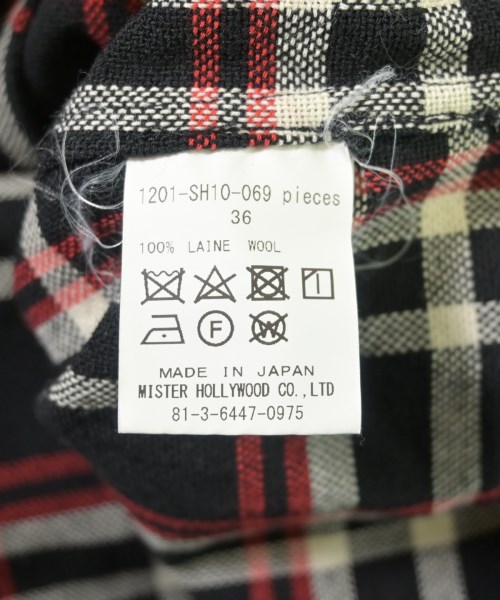 1201-SH10-069 pieces
36
100% LAINE WOOL
F W
MADE IN JAPAN
MISTER HOLLYWOOD CO.,LTD
81-3-6447-0975